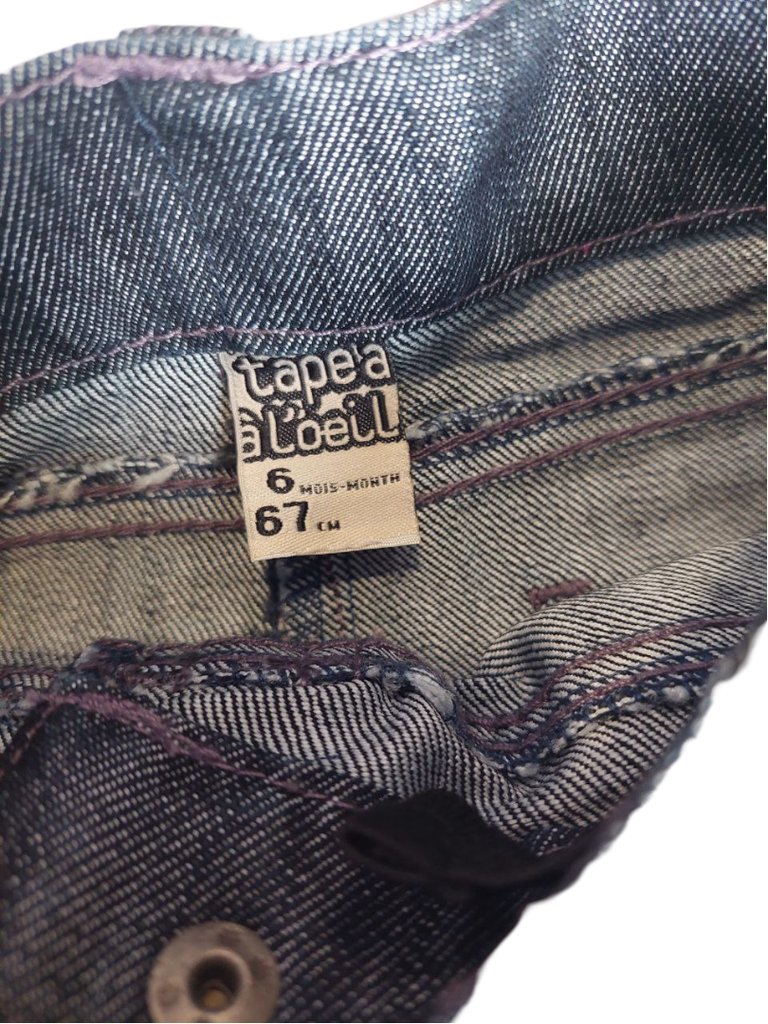 tape à
à l'oeil
6 MOIS-MONTH
67 CM